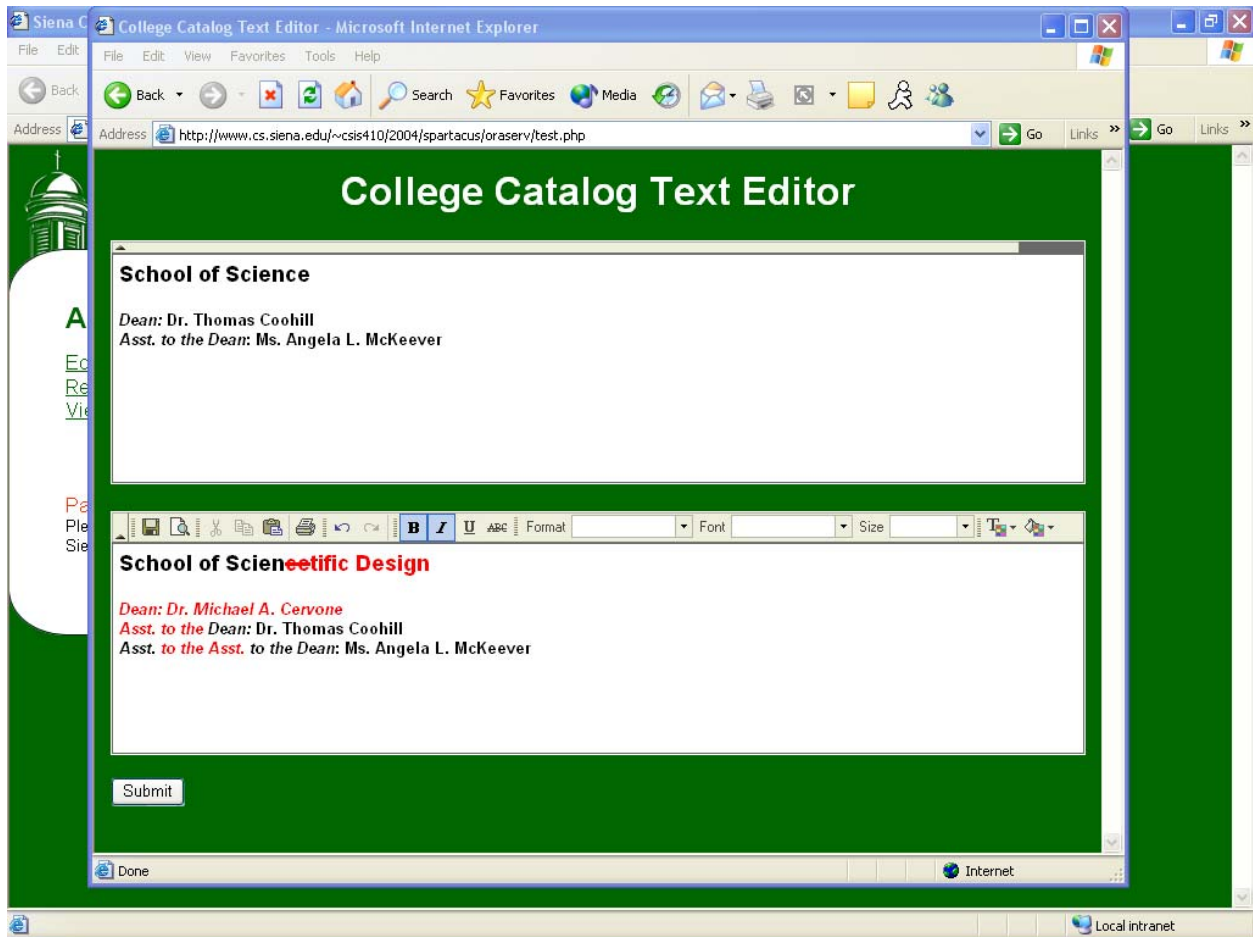 Siena C
College Catalog Text Editor - Microsoft Internet Explorer
File Edit
File Edit View Favorites Tools Help
Back
Back Search Favorites Media
Address
Address http://www.cs.siena.edu/~csis410/2004/spartacus/oraserv/test.php Go Links »
Go Links »
College Catalog Text Editor
School of Science
Dean: Dr. Thomas Coohill
Asst. to the Dean: Ms. Angela L. McKeever
A
Ed
Re
Vie
Pa
Ple
Sie
B I U ABC Format Font Size T
School of Sciencetific Design
Dean: Dr. Michael A. Cervone
Asst. to the Dean: Dr. Thomas Coohill
Asst. to the Asst. to the Dean: Ms. Angela L. McKeever
Submit
Done Internet
Local intranet